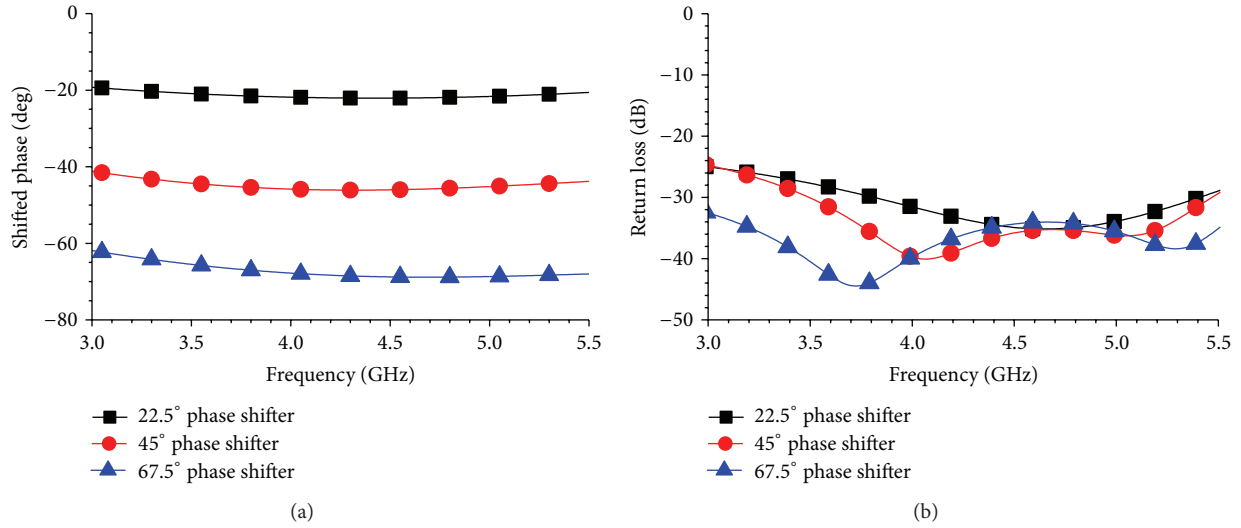 0
−20
−40
−60
−80
Shifted phase (deg)
3.0 3.5 4.0 4.5 5.0 5.5
Frequency (GHz)
22.5° phase shifter
45° phase shifter
67.5° phase shifter
(a)
0
−10
−20
−30
−40
−50
Return loss (dB)
3.0 3.5 4.0 4.5 5.0 5.5
Frequency (GHz)
22.5° phase shifter
45° phase shifter
67.5° phase shifter
(b)